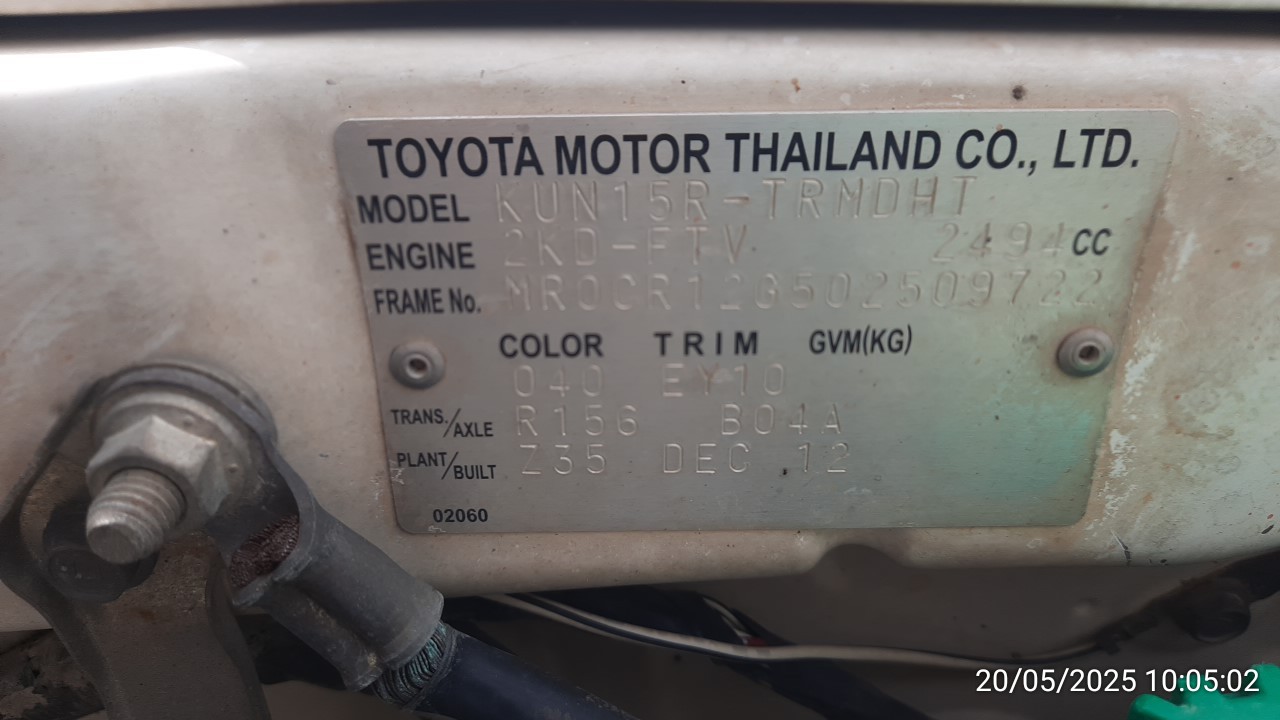 TOYOTA MOTOR THAILAND CO., LTD.
MODEL KUN15R-TRMDHT
ENGINE 2KD-FTV 2494 CC
FRAME No. MR0CR12G502509722
COLOR TRIM GVM(KG)
040 EY10
TRANS./AXLE R156 B04A
PLANT/BUILT Z35 DEC 12
02060
20/05/2025 10:05:02